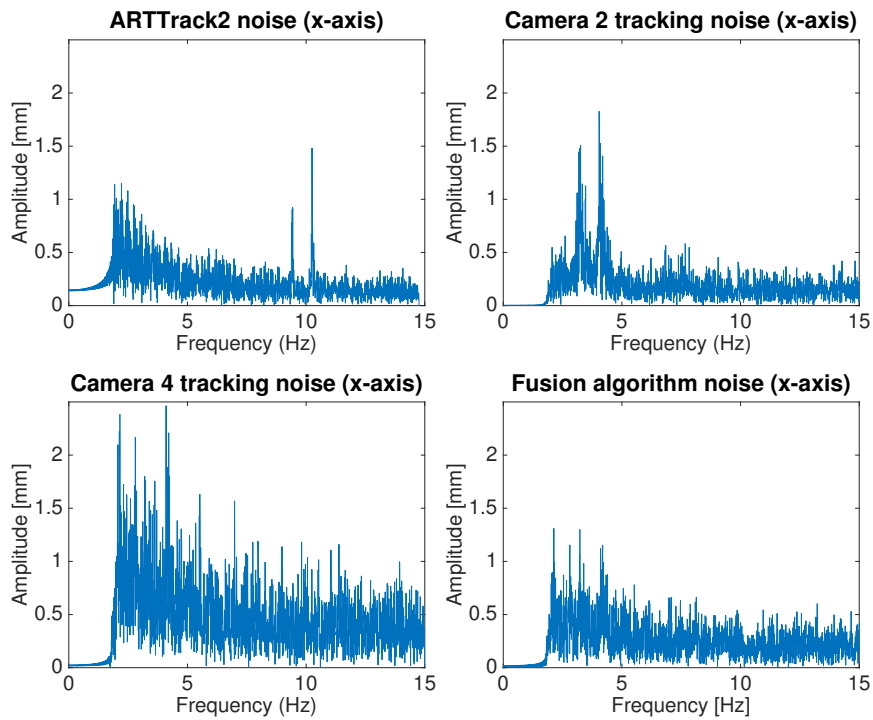 ARTTrack2 noise (x-axis)
Amplitude [mm]
2
1.5
1
0.5
0
0 5 10 15
Frequency (Hz)
Camera 2 tracking noise (x-axis)
Amplitude [mm]
2
1.5
1
0.5
0
0 5 10 15
Frequency (Hz)
Camera 4 tracking noise (x-axis)
Amplitude [mm]
2
1.5
1
0.5
0
0 5 10 15
Frequency (Hz)
Fusion algorithm noise (x-axis)
Amplitude [mm]
2
1.5
1
0.5
0
0 5 10 15
Frequency [Hz]